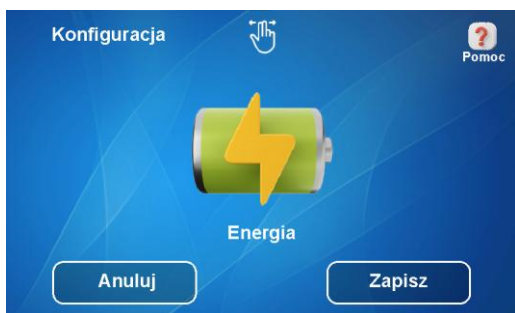 Konfiguracja
?
Pomoc
Energia
Anuluj
Zapisz